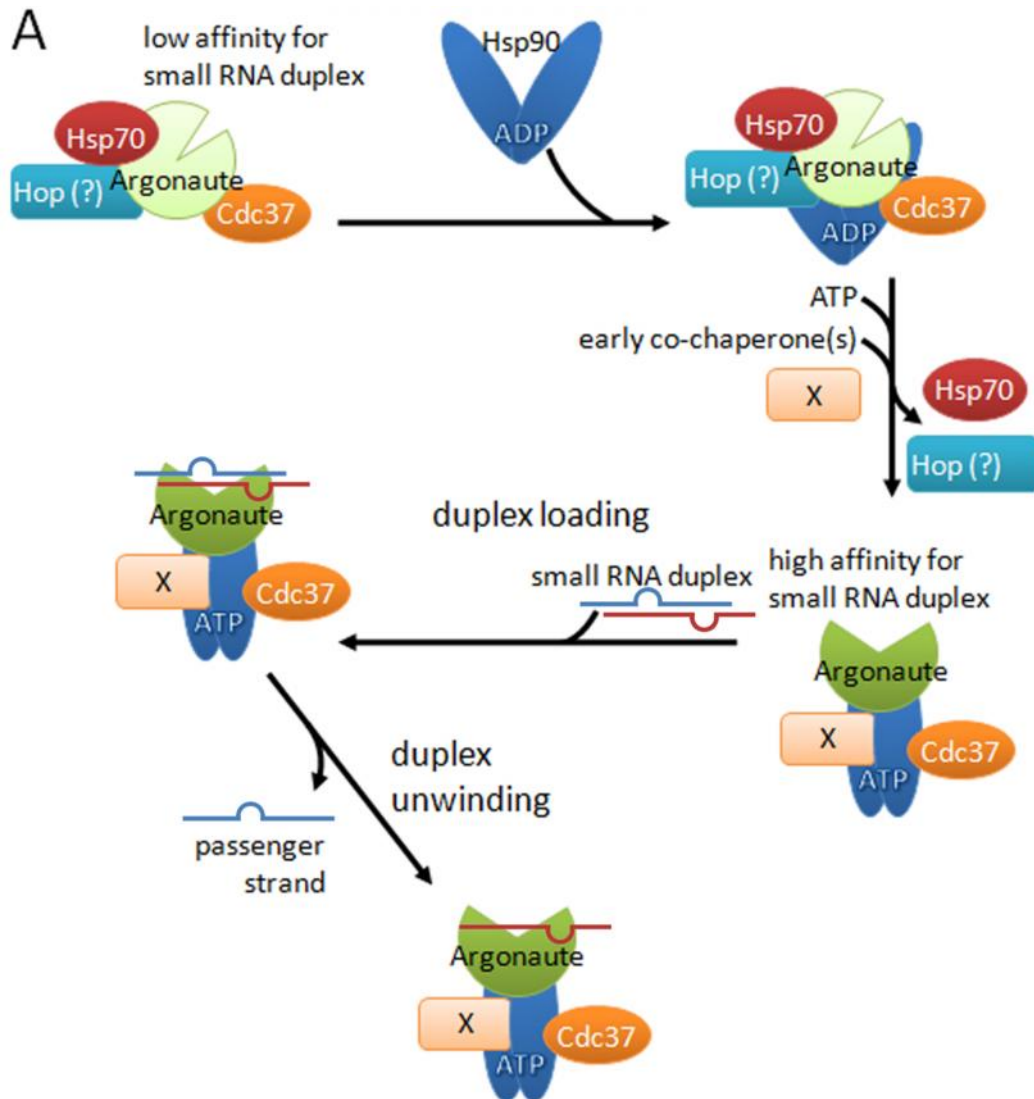 A
low affinity for
small RNA duplex
Hsp70
Hop (?)
Argonaute
Cdc37
Hsp90
ADP
Hsp70
Hop (?)
Argonaute
Cdc37
ADP
ATP
early co-chaperone(s)
X
Hsp70
Hop (?)
high affinity for
small RNA duplex
Argonaute
X
Cdc37
ATP
duplex loading
small RNA duplex
Argonaute
X
Cdc37
ATP
duplex
unwinding
passenger
strand
Argonaute
X
Cdc37
ATP